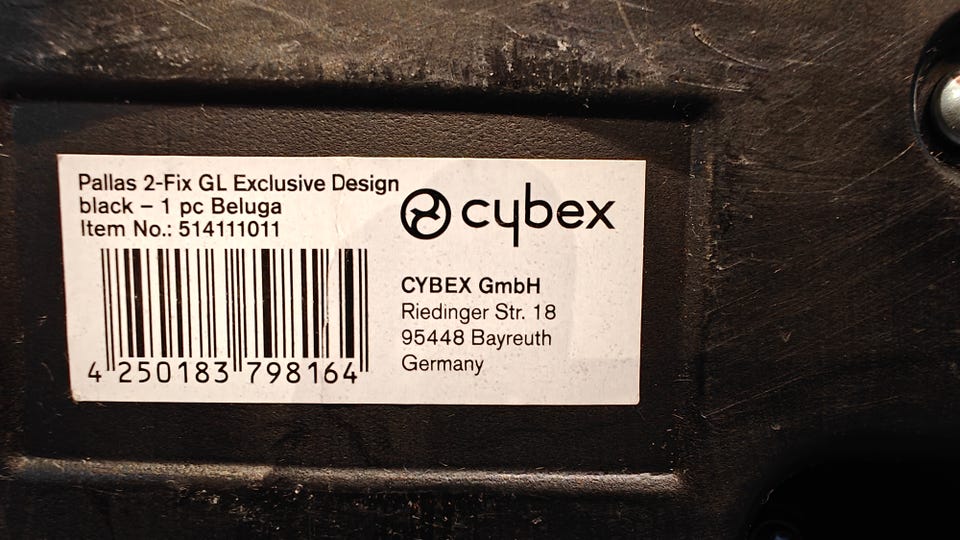 Pallas 2-Fix GL Exclusive Design
black – 1 pc Beluga
Item No.: 514111011
4 250183 798164
cybex
CYBEX GmbH
Riedinger Str. 18
95448 Bayreuth
Germany